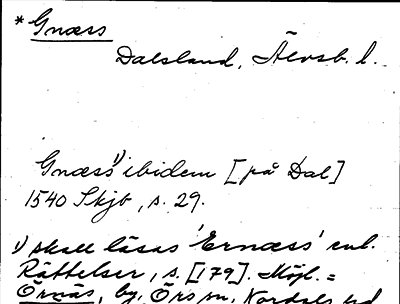 * Gnæss
Dalsland, Älvsb. l.
Gnæss¹⁾ ibidem [på Dal]
1540 Skjb, s. 29.
¹⁾ skall läsas 'Ernæss' enl.
Rättelser, s. [179]. Möjl. =
Örnäs, by, Örs sn, Nordals hd